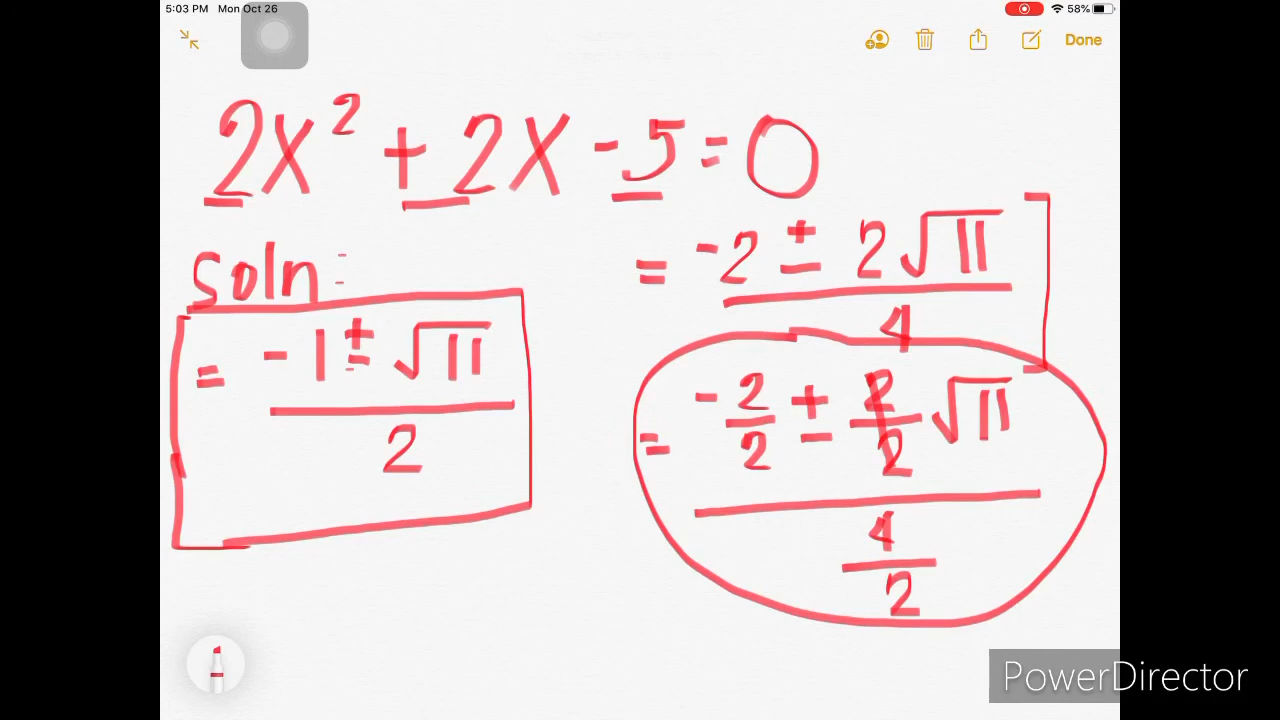 5:03 PM Mon Oct 26
58%
Done
2X² + 2X - 5 = 0
soln:
= -1 ± √11 / 2
= -2 ± 2√11 / 4
= -2/2 ± 2/2 √11 / 4/2
PowerDirector